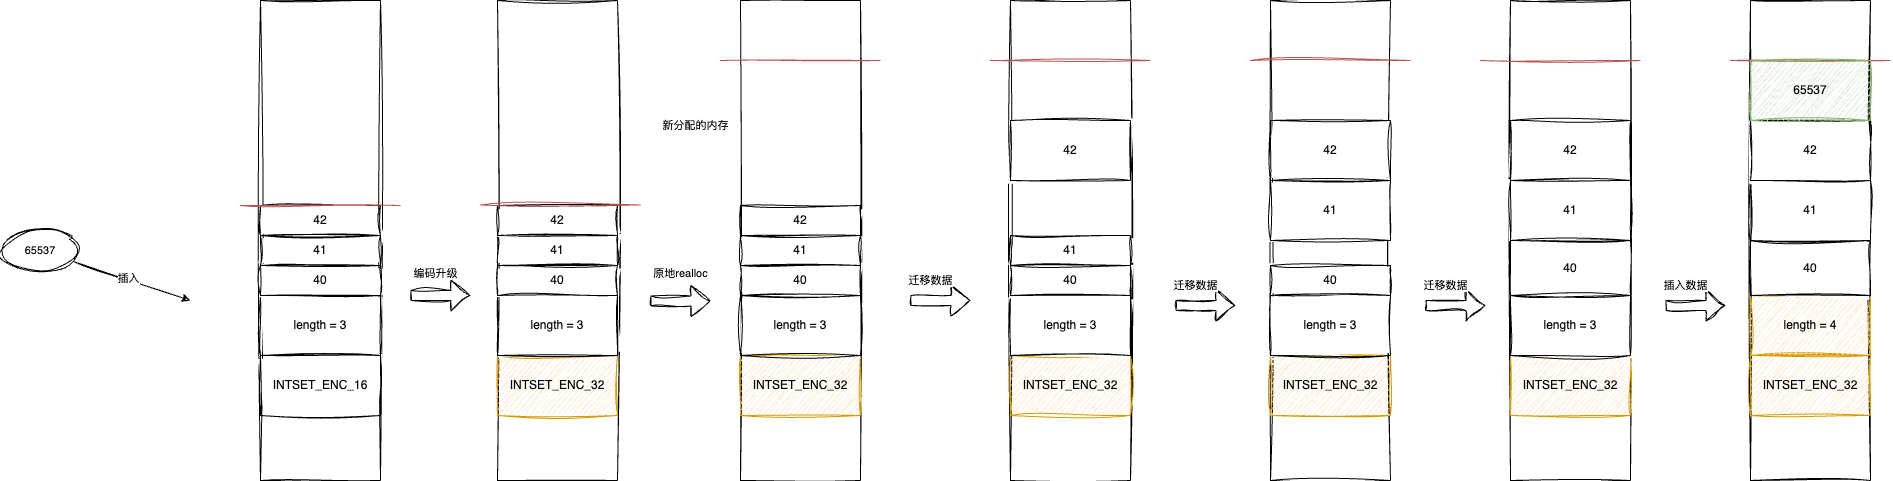 65537
插入
42
41
40
length = 3
INTSET_ENC_16
编码升级
42
41
40
length = 3
INTSET_ENC_32
原地realloc
新分配的内存
42
41
40
length = 3
INTSET_ENC_32
迁移数据
42
41
40
length = 3
INTSET_ENC_32
迁移数据
42
41
40
length = 3
INTSET_ENC_32
迁移数据
42
41
40
length = 3
INTSET_ENC_32
插入数据
65537
42
41
40
length = 4
INTSET_ENC_32